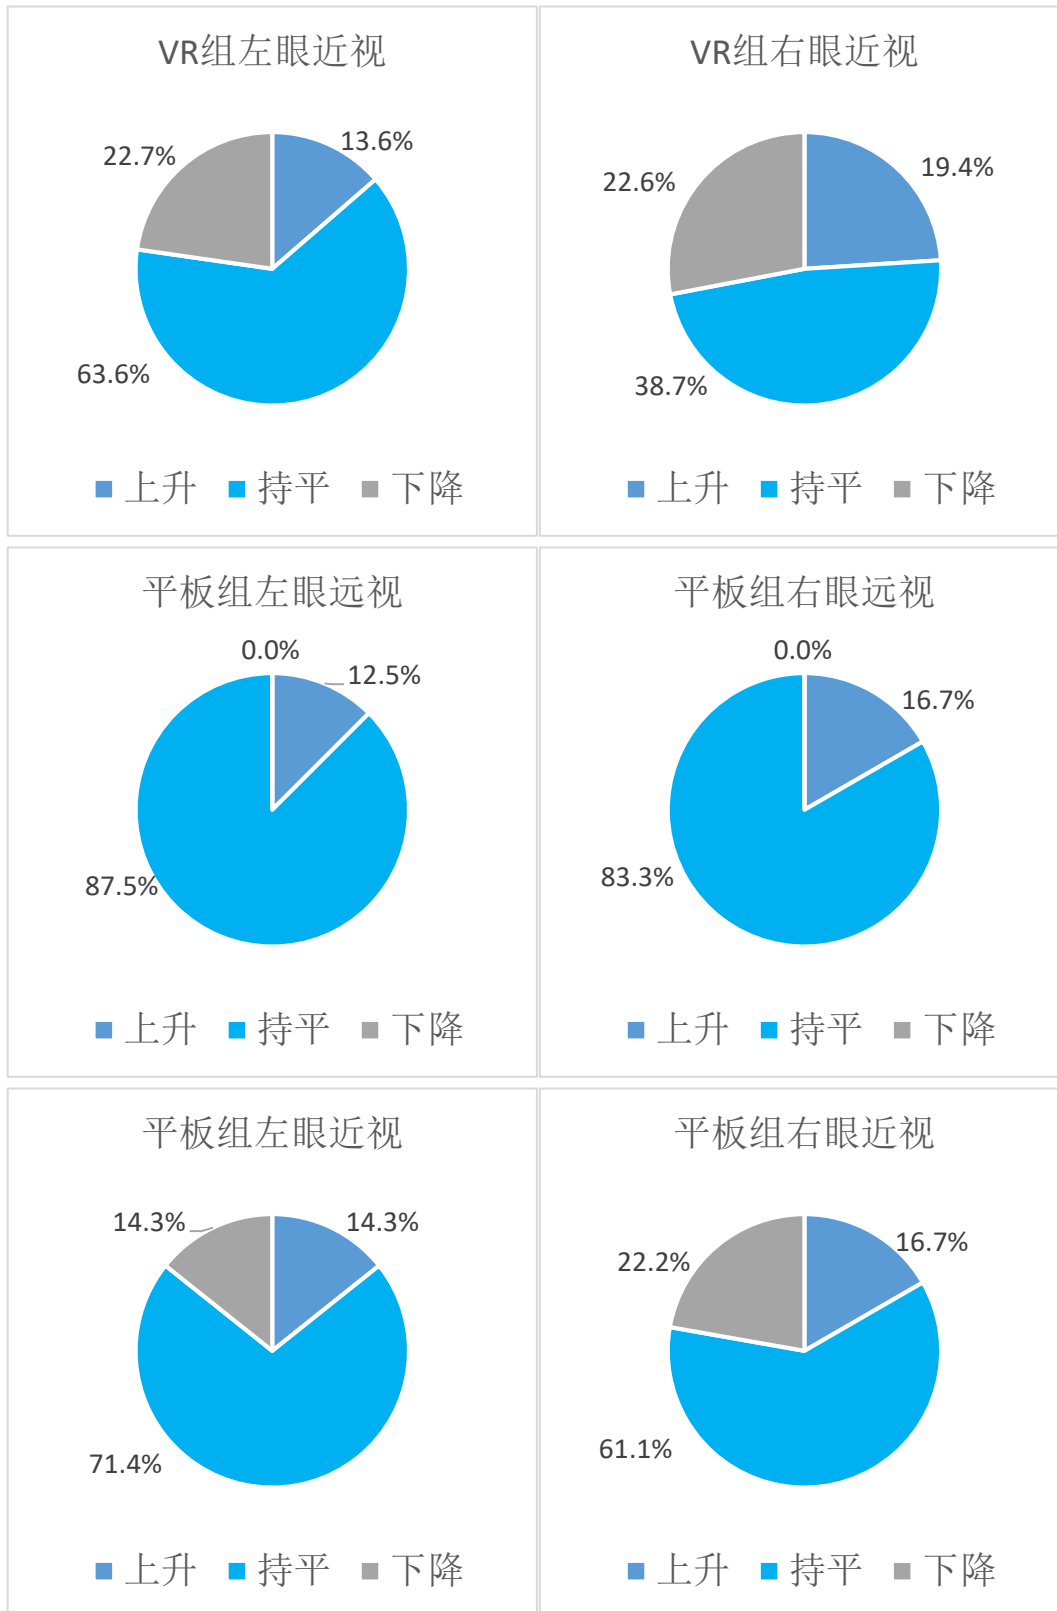 VR组左眼近视
13.6%
22.7%
63.6%
上升 持平 下降
VR组右眼近视
19.4%
22.6%
38.7%
上升 持平 下降
平板组左眼远视
0.0%
12.5%
87.5%
上升 持平 下降
平板组右眼远视
0.0%
16.7%
83.3%
上升 持平 下降
平板组左眼近视
14.3%
14.3%
71.4%
上升 持平 下降
平板组右眼近视
16.7%
22.2%
61.1%
上升 持平 下降